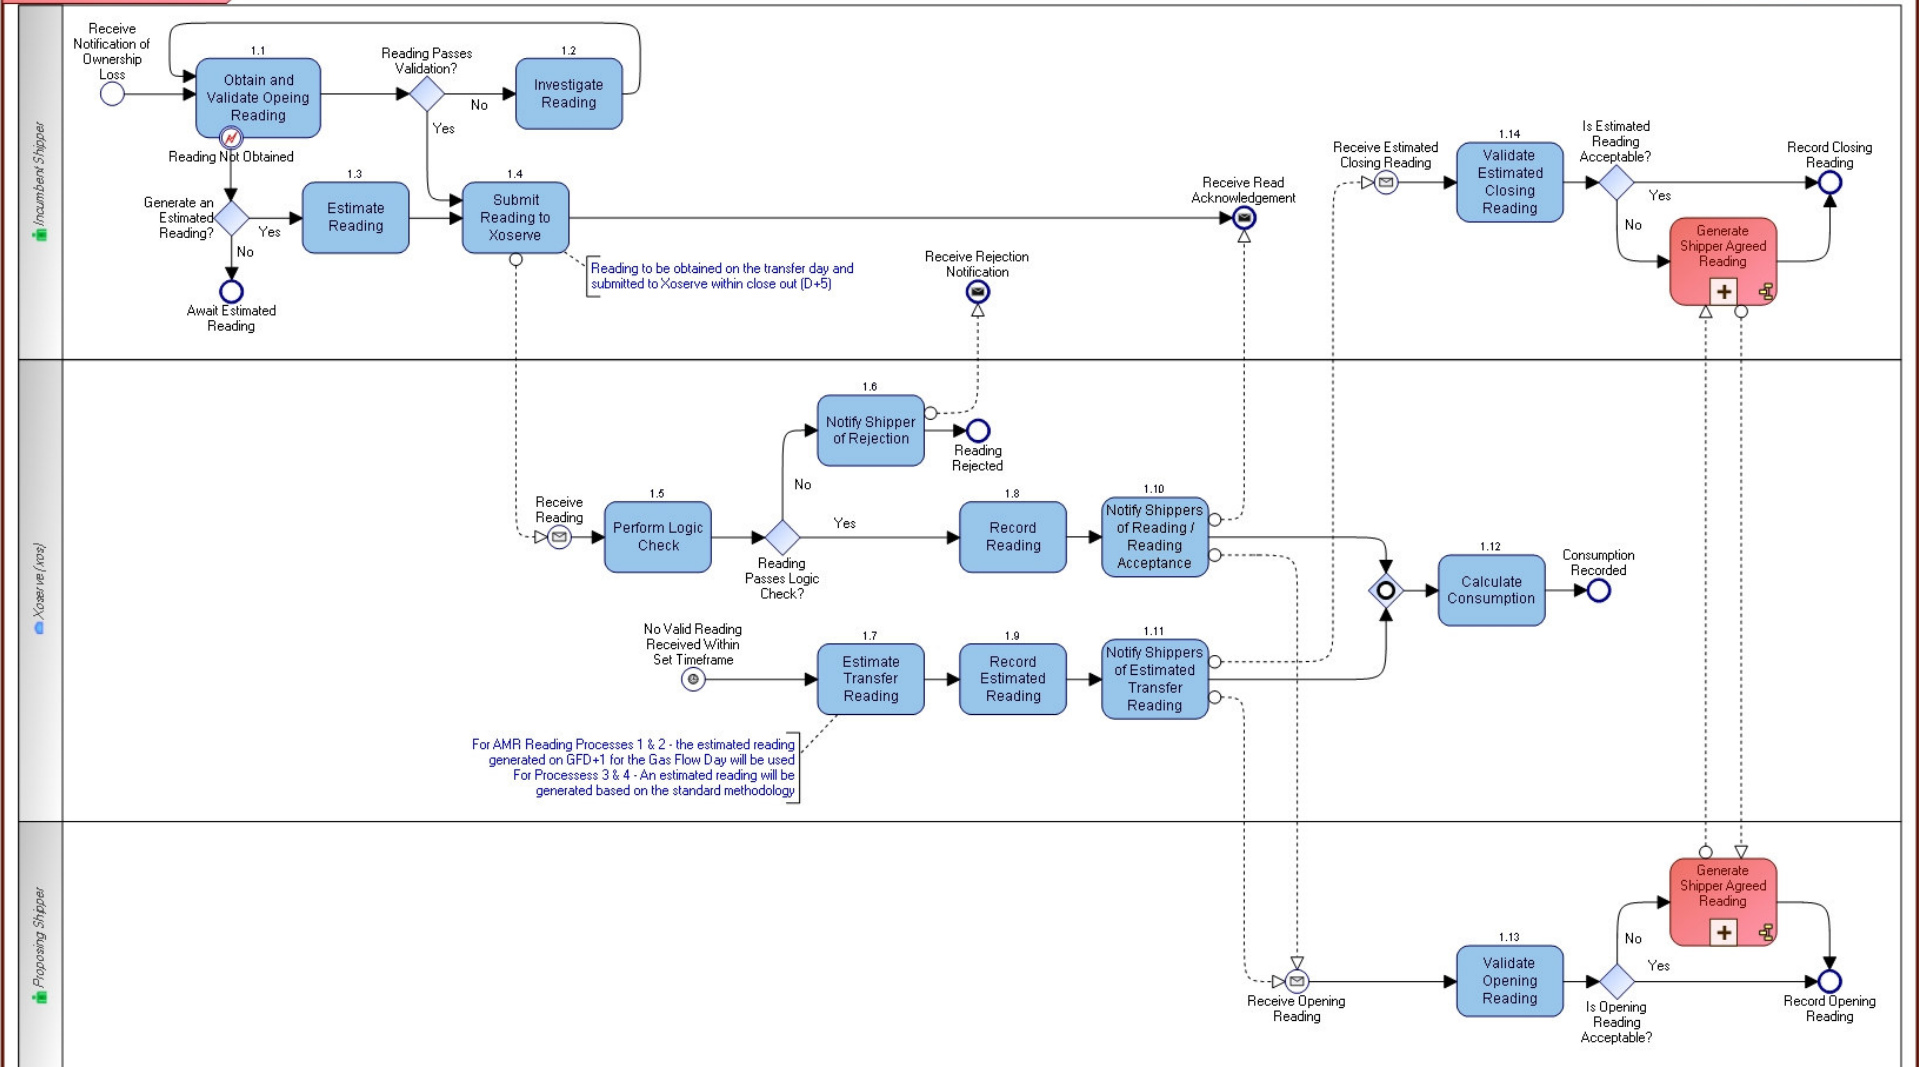 Incumbent Shipper
Receive
Notification of
Ownership
Loss
1.1
Obtain and
Validate Opeing
Reading
Reading Not Obtained
Reading Passes
Validation?
No
Yes
1.2
Investigate
Reading
Generate an
Estimated
Reading?
Yes
No
Await Estimated
Reading
1.3
Estimate
Reading
1.4
Submit
Reading to
Xoserve
Reading to be obtained on the transfer day and
submitted to Xoserve within close out (D+5)
Receive Rejection
Notification
Receive Read
Acknowledgement
Receive Estimated
Closing Reading
1.14
Validate
Estimated
Closing
Reading
Is Estimated
Reading
Acceptable?
Yes
No
Record Closing
Reading
Generate
Shipper Agreed
Reading
Xoserve (xos)
Receive
Reading
1.5
Perform Logic
Check
Reading
Passes Logic
Check?
No
Yes
1.6
Notify Shipper
of Rejection
Reading
Rejected
1.8
Record
Reading
1.10
Notify Shippers
of Reading /
Reading
Acceptance
No Valid Reading
Received Within
Set Timeframe
1.7
Estimate
Transfer
Reading
1.9
Record
Estimated
Reading
1.11
Notify Shippers
of Estimated
Transfer
Reading
1.12
Calculate
Consumption
Consumption
Recorded
For AMR Reading Processes 1 & 2 - the estimated reading
generated on GFD+1 for the Gas Flow Day will be used
For Processess 3 & 4 - An estimated reading will be
generated based on the standard methodology
Proposing Shipper
Receive Opening
Reading
1.13
Validate
Opening
Reading
Is Opening
Reading
Acceptable?
No
Yes
Generate
Shipper Agreed
Reading
Record Opening
Reading